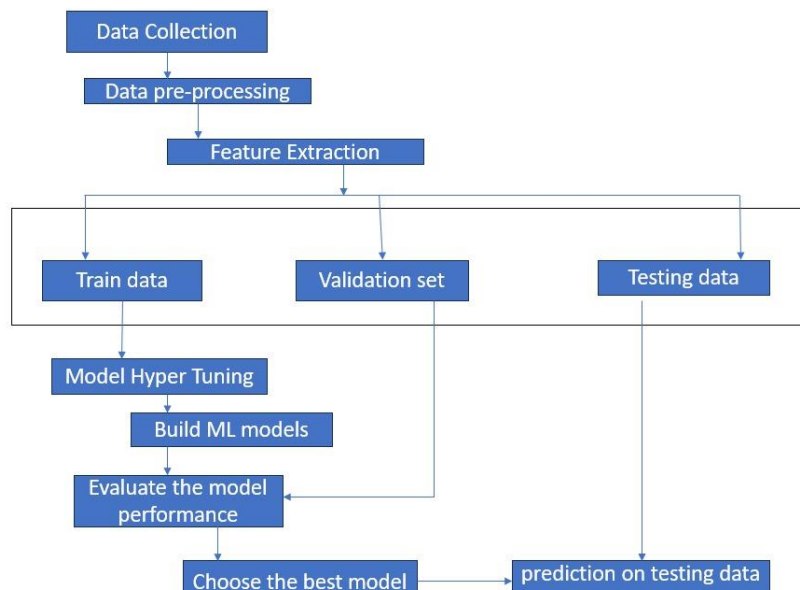 Data Collection
Data pre-processing
Feature Extraction
Train data
Validation set
Testing data
Model Hyper Tuning
Build ML models
Evaluate the model
performance
Choose the best model
prediction on testing data